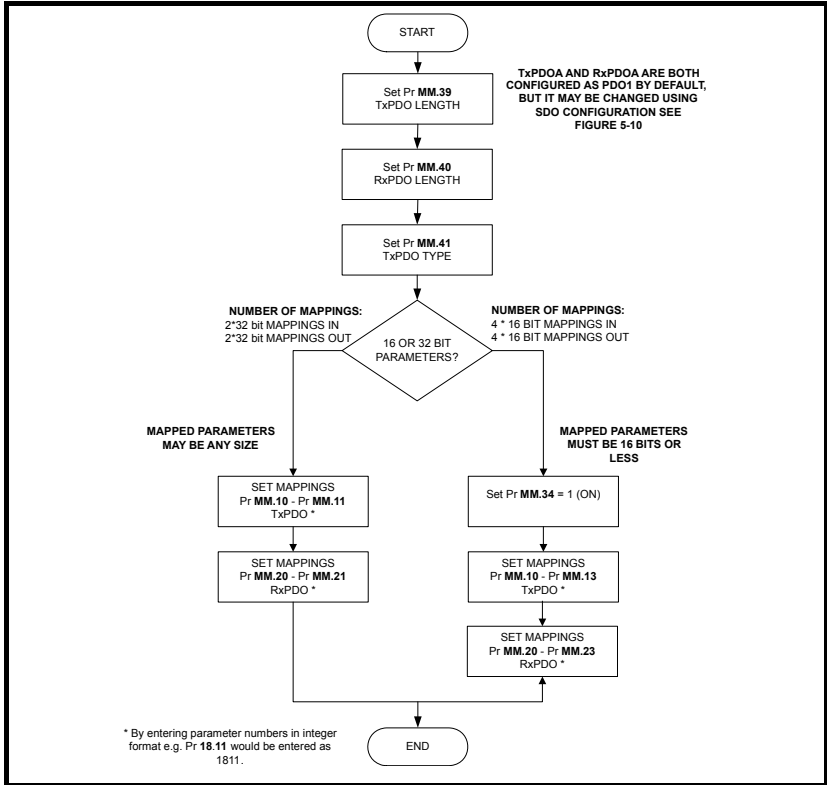 START
Set Pr MM.39
TxPDO LENGTH
TxPDOA AND RxPDOA ARE BOTH
CONFIGURED AS PDO1 BY DEFAULT,
BUT IT MAY BE CHANGED USING
SDO CONFIGURATION SEE
FIGURE 5-10
Set Pr MM.40
RxPDO LENGTH
Set Pr MM.41
TxPDO TYPE
NUMBER OF MAPPINGS:
2*32 bit MAPPINGS IN
2*32 bit MAPPINGS OUT
NUMBER OF MAPPINGS:
4 * 16 BIT MAPPINGS IN
4 * 16 BIT MAPPINGS OUT
16 OR 32 BIT
PARAMETERS?
MAPPED PARAMETERS
MAY BE ANY SIZE
MAPPED PARAMETERS
MUST BE 16 BITS OR
LESS
SET MAPPINGS
Pr MM.10 - Pr MM.11
TxPDO *
Set Pr MM.34 = 1 (ON)
SET MAPPINGS
Pr MM.20 - Pr MM.21
RxPDO *
SET MAPPINGS
Pr MM.10 - Pr MM.13
TxPDO *
SET MAPPINGS
Pr MM.20 - Pr MM.23
RxPDO *
* By entering parameter numbers in integer
format e.g. Pr 18.11 would be entered as
1811.
END